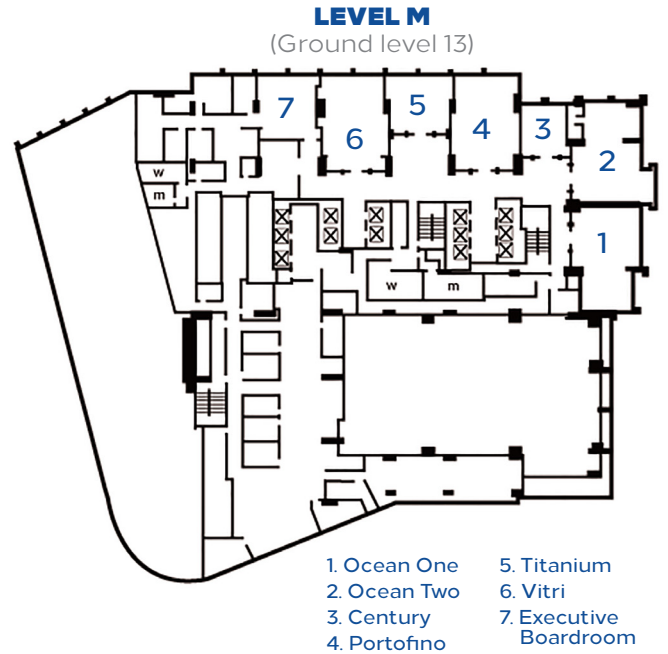 LEVEL M
(Ground level 13)
7
6
5
4
3
2
1
w
m
w
m
1. Ocean One
2. Ocean Two
3. Century
4. Portofino
5. Titanium
6. Vitri
7. Executive
Boardroom